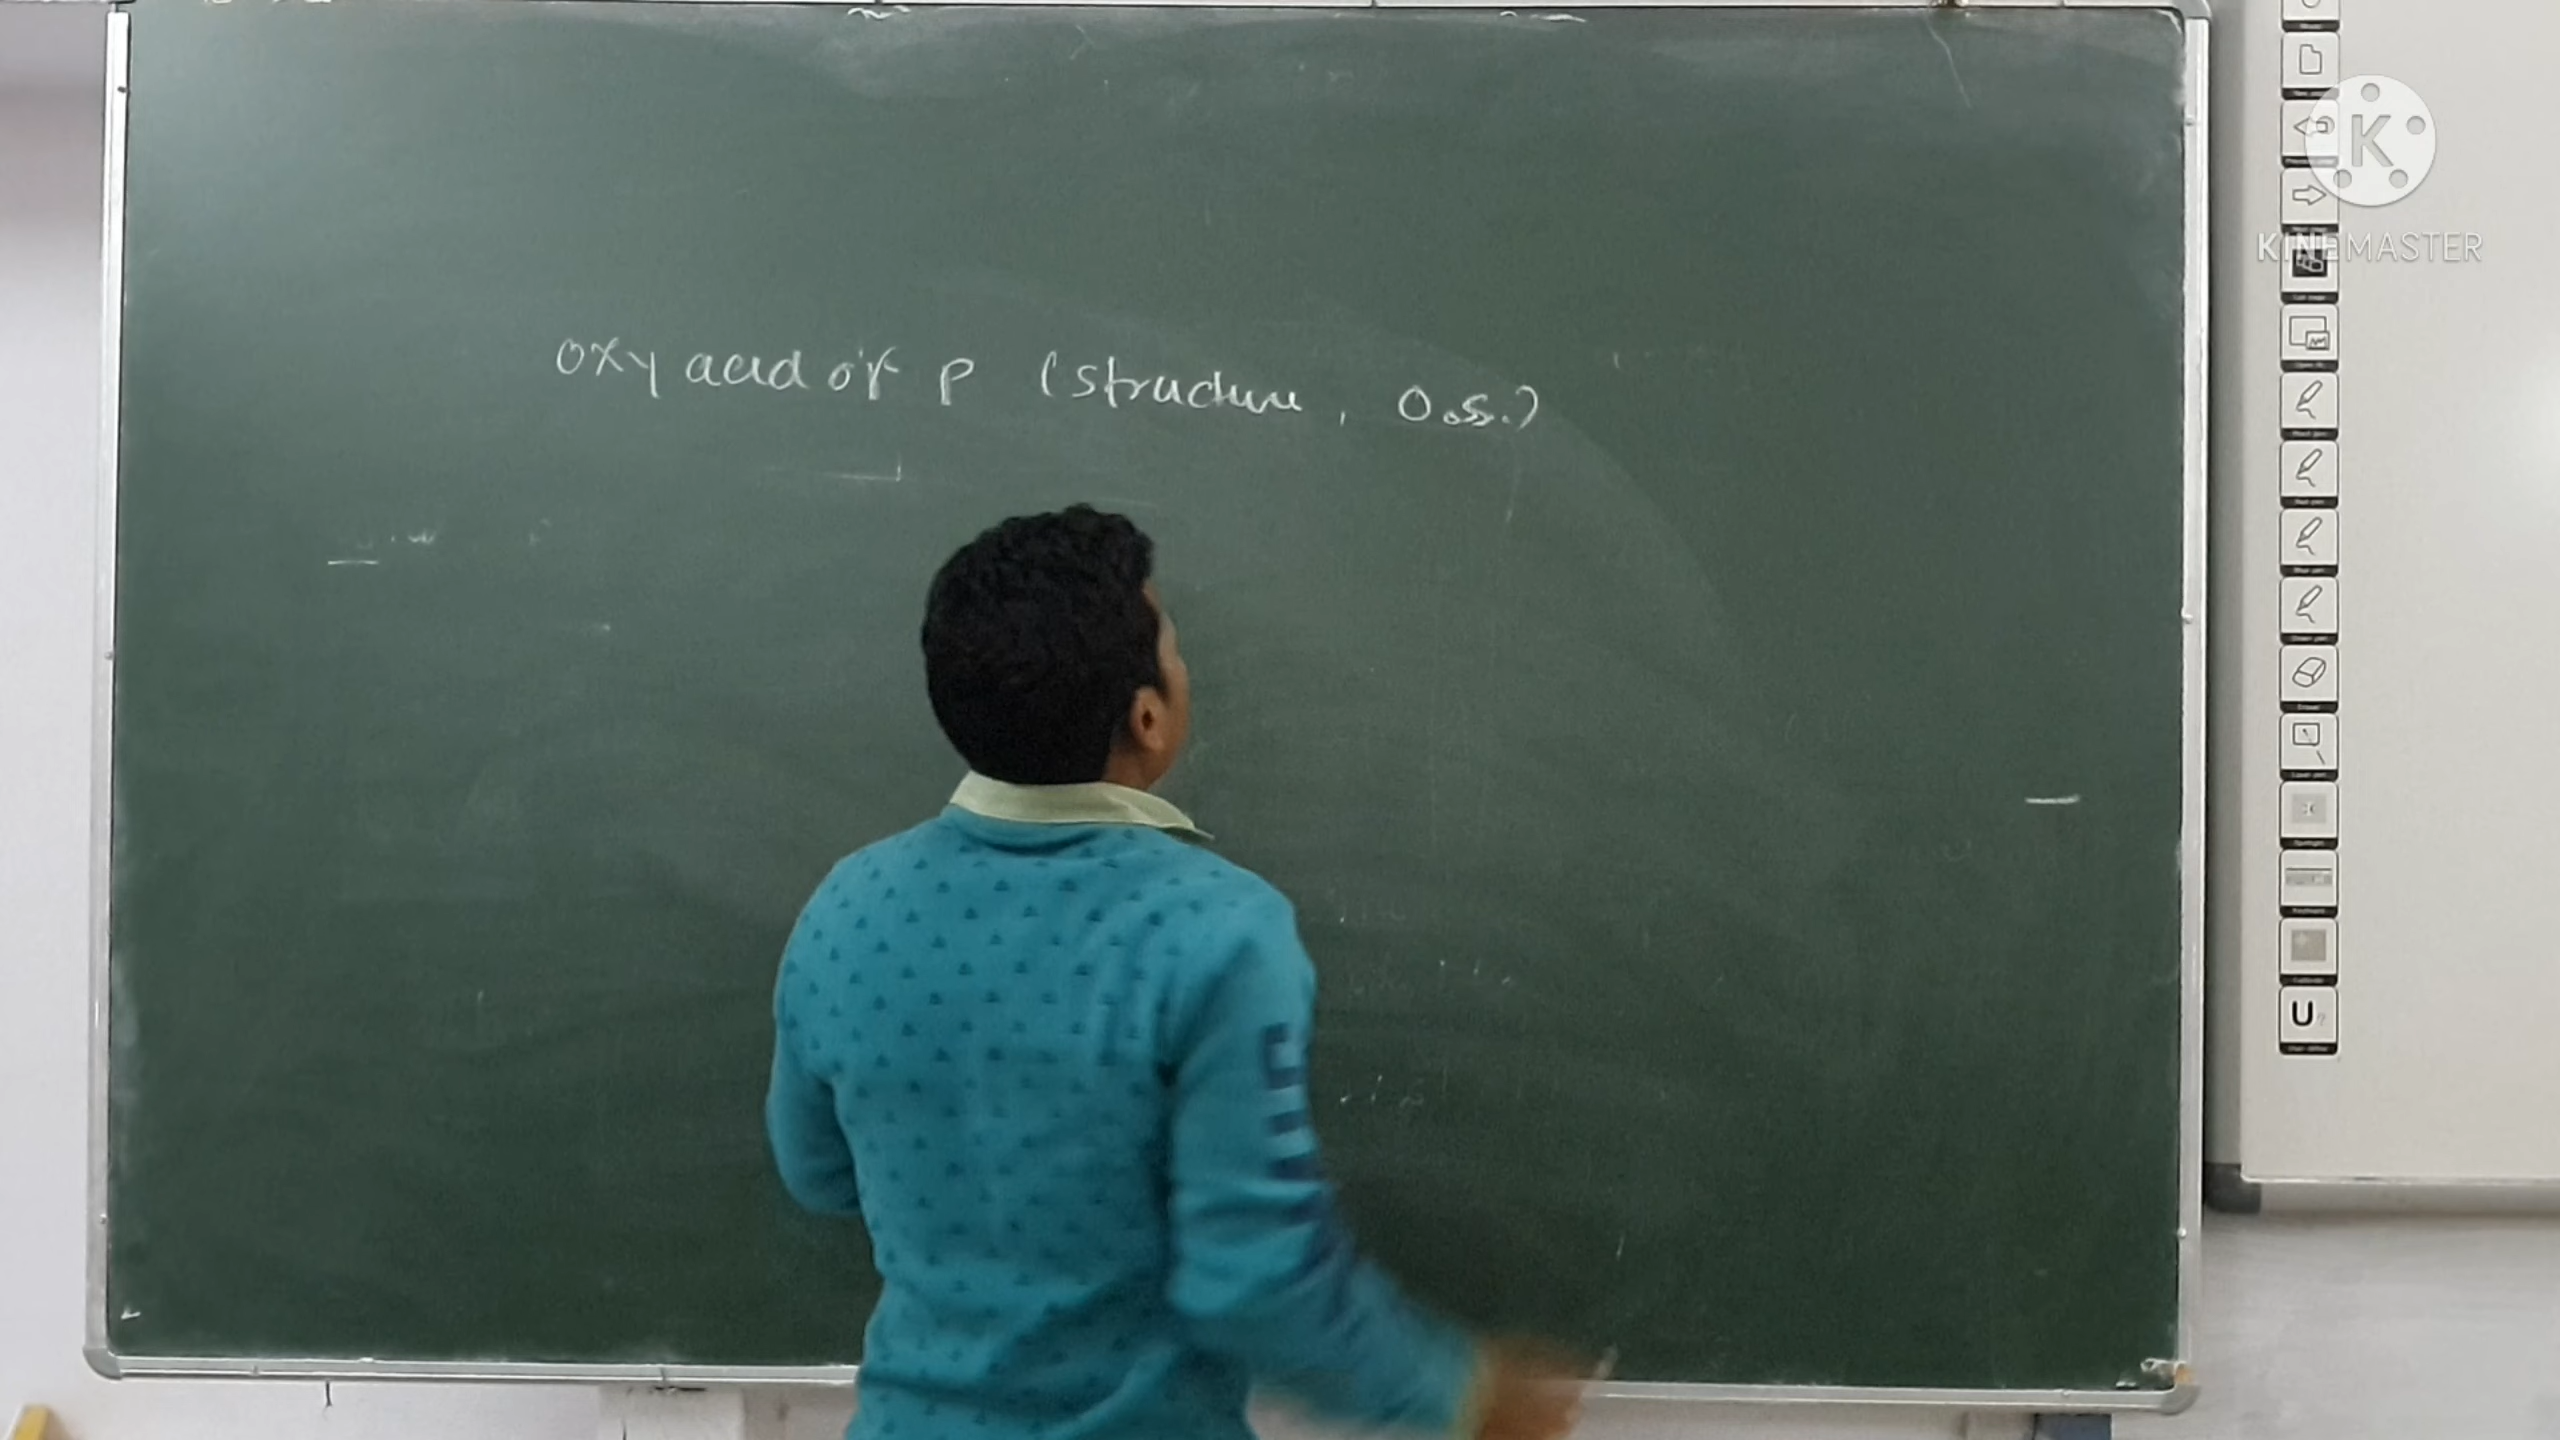 oxy acid of P (structure, O.S.)
KINEMASTER
U